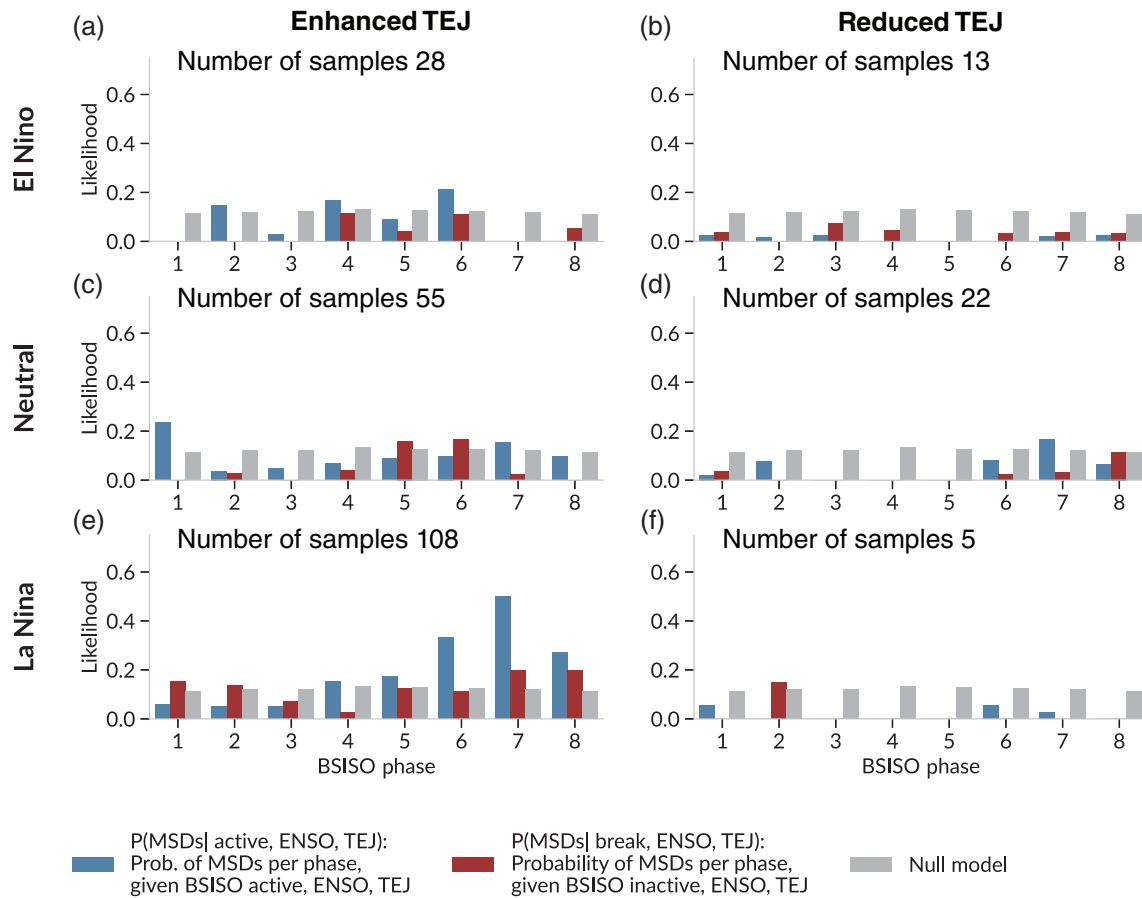 Enhanced TEJ
Reduced TEJ
(a)
Number of samples 28
(b)
Number of samples 13
El Nino
Likelihood
0.6
0.4
0.2
0.0
1 2 3 4 5 6 7 8
0.6
0.4
0.2
0.0
1 2 3 4 5 6 7 8
(c)
Number of samples 55
(d)
Number of samples 22
Neutral
Likelihood
0.6
0.4
0.2
0.0
1 2 3 4 5 6 7 8
0.6
0.4
0.2
0.0
1 2 3 4 5 6 7 8
(e)
Number of samples 108
(f)
Number of samples 5
La Nina
Likelihood
0.6
0.4
0.2
0.0
1 2 3 4 5 6 7 8
BSISO phase
0.6
0.4
0.2
0.0
1 2 3 4 5 6 7 8
BSISO phase
P(MSDs| active, ENSO, TEJ):
Prob. of MSDs per phase,
given BSISO active, ENSO, TEJ
P(MSDs| break, ENSO, TEJ):
Probability of MSDs per phase,
given BSISO inactive, ENSO, TEJ
Null model